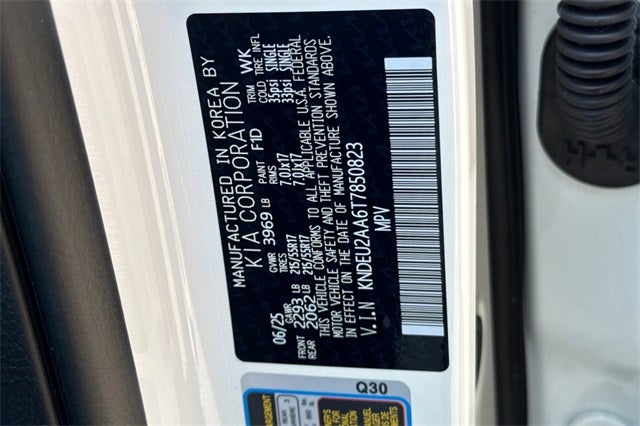 MANUFACTURED IN KOREA BY
KIA CORPORATION
06/25 GVWR 3969 LB PAINT F1D TRIM WK
GAWR TIRES RIMS COLD TIRE INFL
FRONT 2293 LB 215/55R17 7.0Jx17 35psi SINGLE
REAR 2062 LB 215/55R17 7.0Jx17 33psi SINGLE
THIS VEHICLE CONFORMS TO ALL APPLICABLE U.S.A. FEDERAL
MOTOR VEHICLE SAFETY AND THEFT PREVENTION STANDARDS
IN EFFECT ON THE DATE OF MANUFACTURE SHOWN ABOVE.
V.I.N KNDEU2AA6T7850823
MPV
Q30